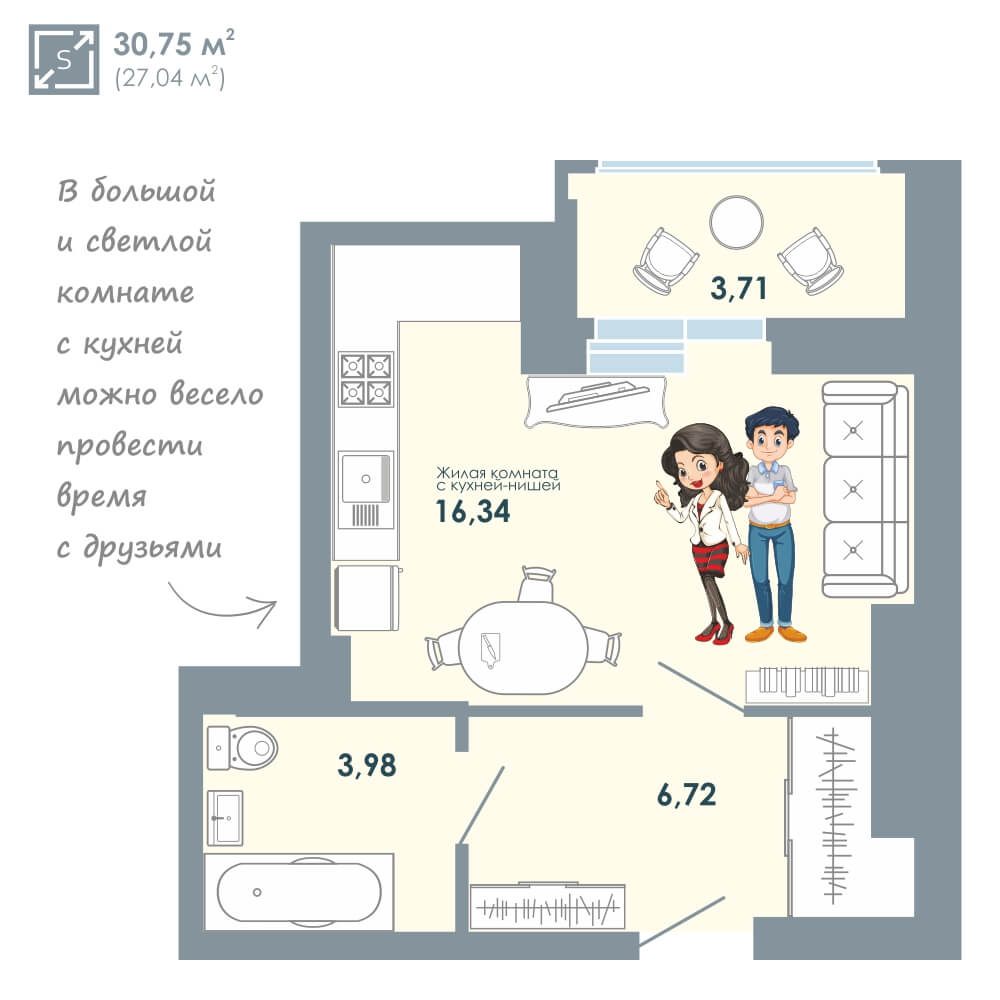 S
30,75 м²
(27,04 м²)
В большой
и светлой
комнате
с кухней
можно весело
провести
время
с друзьями
3,71
Жилая комната
с кухней-нишей
16,34
3,98
6,72